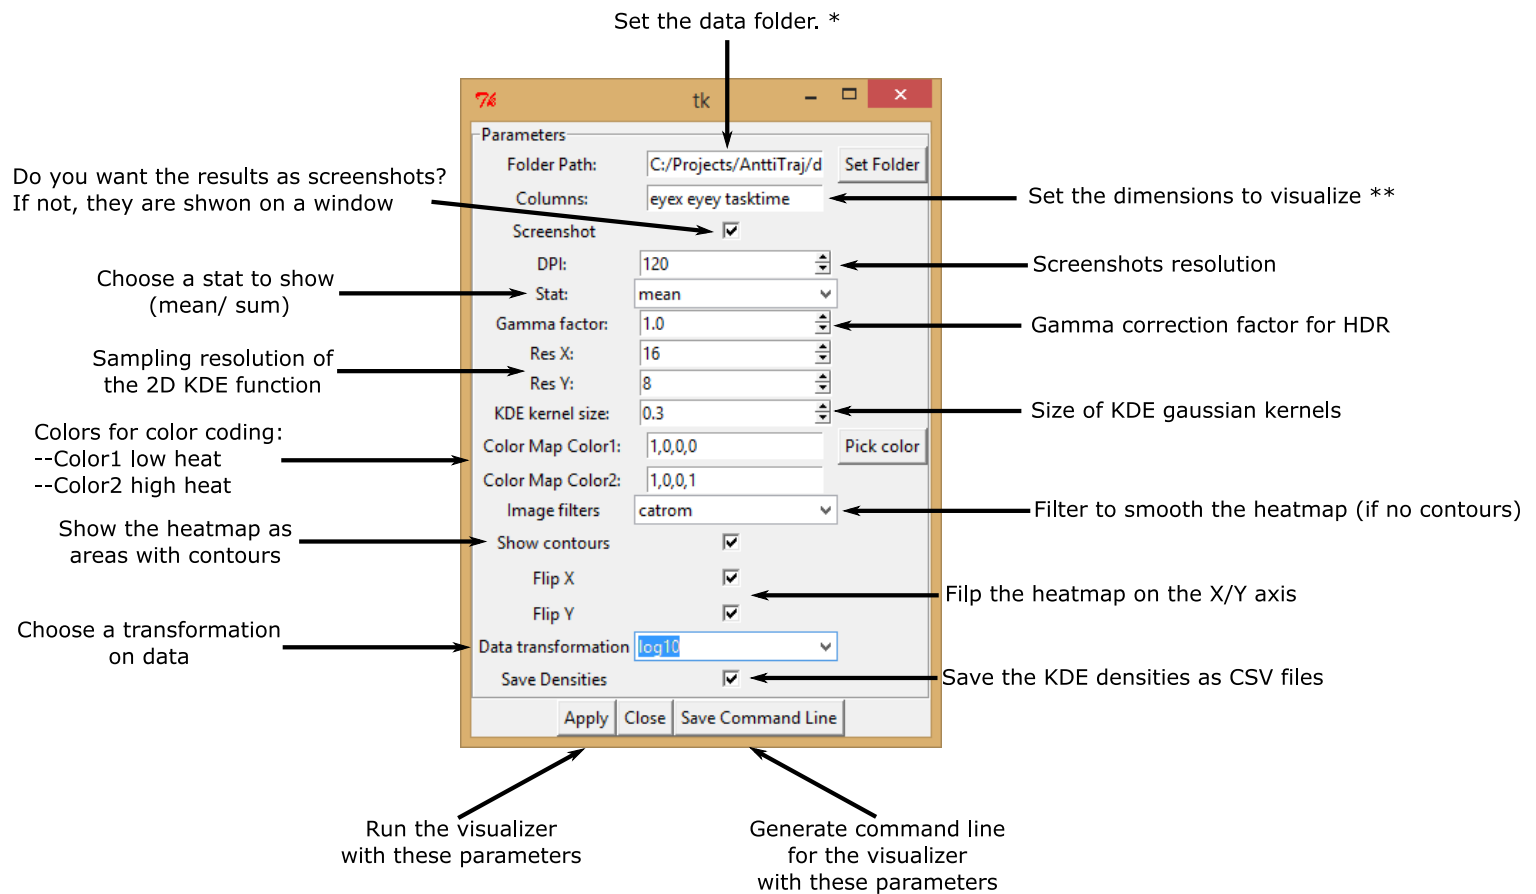 Set the data folder. *
7k
tk
Parameters
Folder Path:
C:/Projects/AnttiTraj/d
Set Folder
Do you want the results as screenshots?
If not, they are shwon on a window
Columns:
eyex eyey tasktime
Set the dimensions to visualize **
Screenshot
DPI:
120
Screenshots resolution
Choose a stat to show
(mean/ sum)
Stat:
mean
Gamma factor:
1.0
Gamma correction factor for HDR
Sampling resolution of
the 2D KDE function
Res X:
16
Res Y:
8
KDE kernel size:
0.3
Size of KDE gaussian kernels
Colors for color coding:
--Color1 low heat
--Color2 high heat
Color Map Color1:
1,0,0,0
Pick color
Color Map Color2:
1,0,0,1
Image filters
catrom
Filter to smooth the heatmap (if no contours)
Show the heatmap as
areas with contours
Show contours
Flip X
Flip Y
Filp the heatmap on the X/Y axis
Choose a transformation
on data
Data transformation
log10
Save Densities
Save the KDE densities as CSV files
Apply
Close
Save Command Line
Run the visualizer
with these parameters
Generate command line
for the visualizer
with these parameters